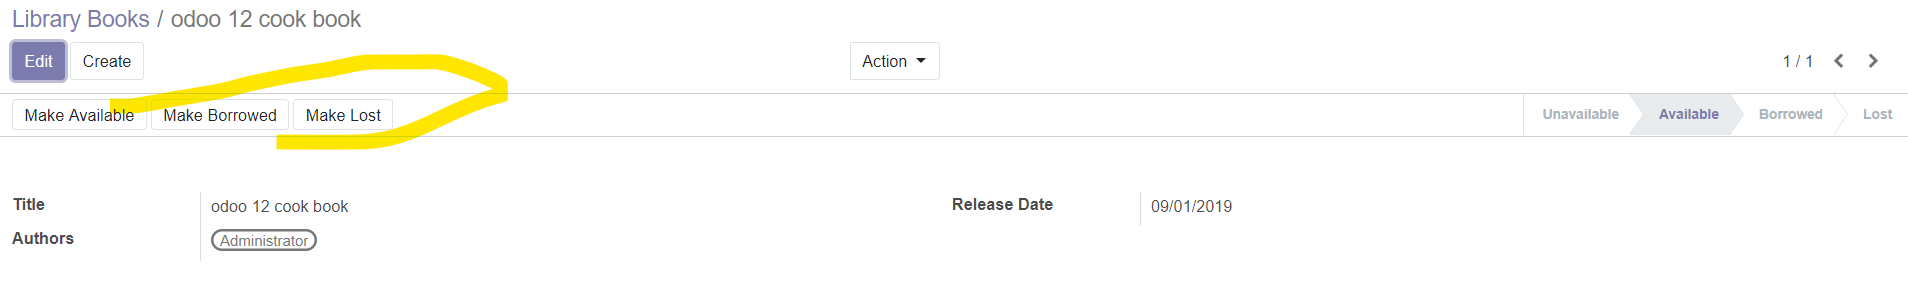 Library Books / odoo 12 cook book
Edit Create Action 1 / 1
Make Available Make Borrowed Make Lost Unavailable Available Borrowed Lost
Title odoo 12 cook book Release Date 09/01/2019
Authors Administrator